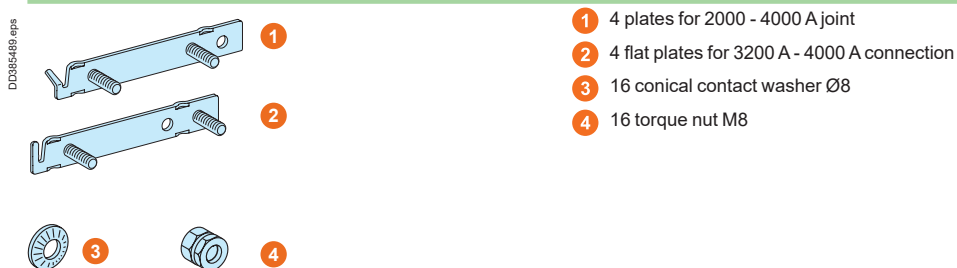 DD385489.eps
1
2
3
4
1 4 plates for 2000 - 4000 A joint
2 4 flat plates for 3200 A - 4000 A connection
3 16 conical contact washer Ø8
4 16 torque nut M8